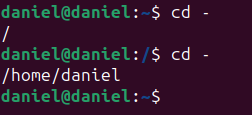 daniel@daniel:~$ cd -
/
daniel@daniel:/$ cd -
/home/daniel
daniel@daniel:~$